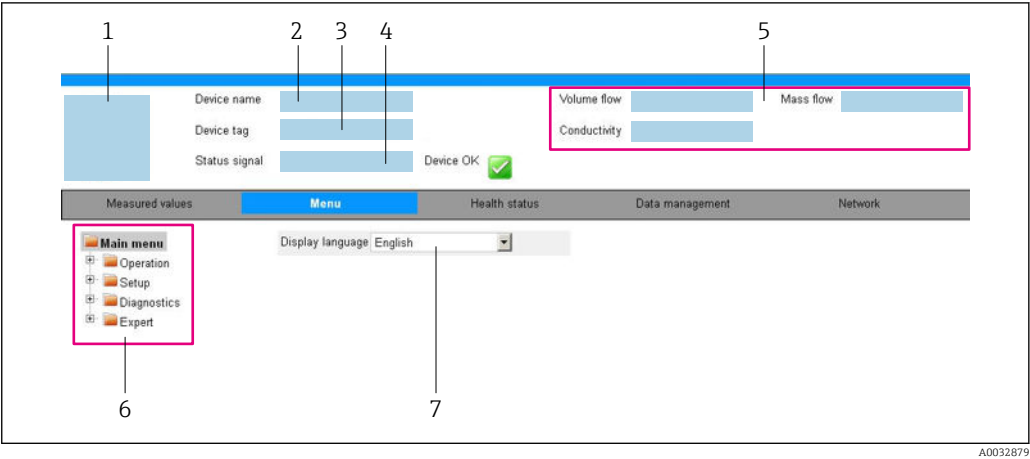 1 2 3 4 5
Device name Volume flow Mass flow
Device tag Conductivity
Status signal Device OK
Measured values Menu Health status Data management Network
Main menu Display language English
Operation
Setup
Diagnostics
Expert
6 7
A0032879